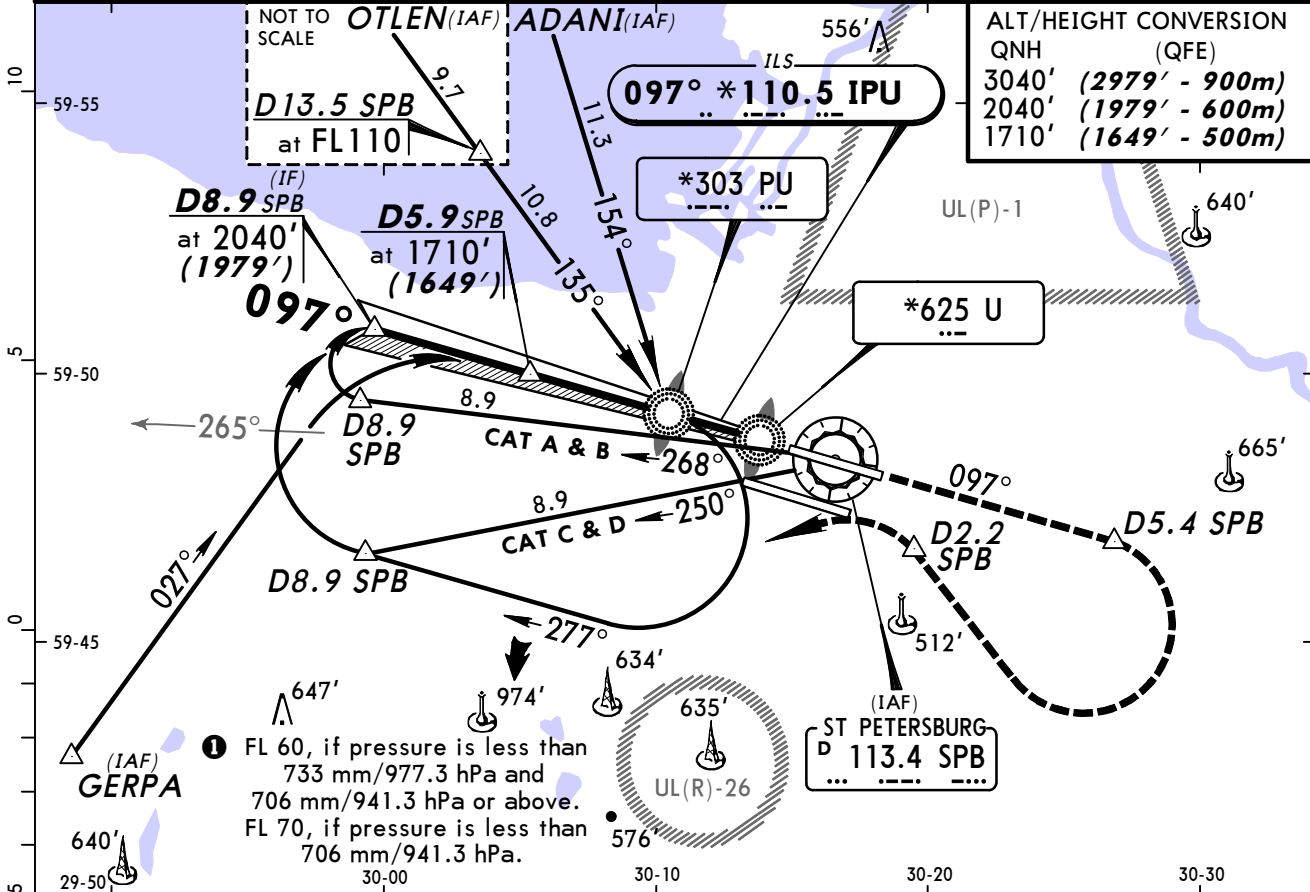 NOT TO
SCALE
OTLEN (IAF)
ADANI (IAF)
556'
ALT/HEIGHT CONVERSION
QNH (QFE)
3040' (2979' - 900m)
2040' (1979' - 600m)
1710' (1649' - 500m)
10
59-55
9.7
D13.5 SPB
at FL110
11.3
ILS
097° *110.5 IPU
*303 PU
UL(P)-1
640'
(IF)
D8.9 SPB
at 2040'
(1979')
D5.9 SPB
at 1710'
(1649')
10.8
154°
135°
097°
*625 U
5
59-50
265°
8.9
D8.9
SPB
CAT A & B
268°
8.9
CAT C & D
250°
D8.9 SPB
097°
D5.4 SPB
665'
D2.2
SPB
027°
277°
0
59-45
512'
647'
974'
634'
635'
UL(R)-26
576'
(IAF)
ST PETERSBURG
D 113.4 SPB
(IAF)
GERPA
1 FL 60, if pressure is less than
733 mm/977.3 hPa and
706 mm/941.3 hPa or above.
FL 70, if pressure is less than
706 mm/941.3 hPa.
640'
5
29-50
30-00
30-10
30-20
30-30